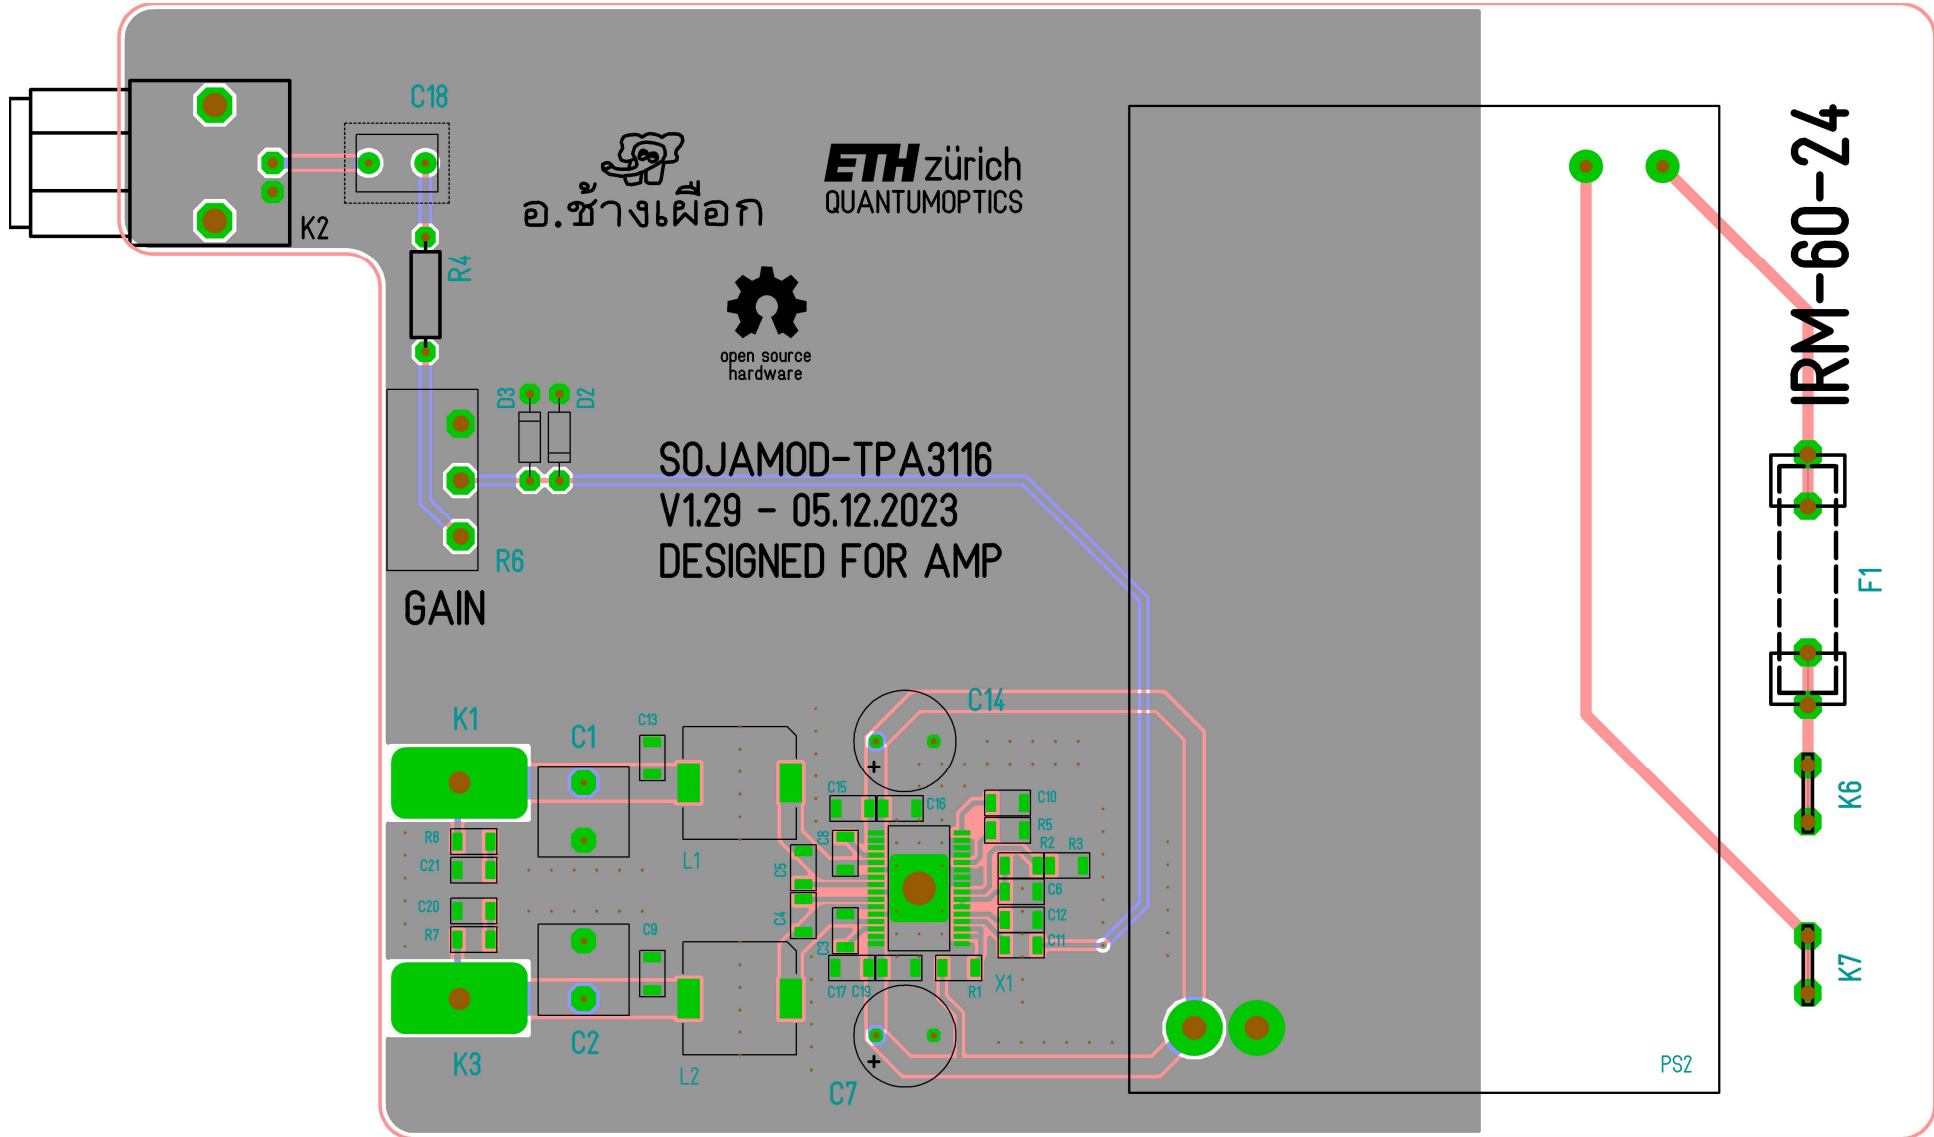 C18
K2
อ.ช้างเผือก
ETH zürich
QUANTUMOPTICS
IRM-60-24
R4
open source
hardware
D3
D2
SOJAMOD-TPA3116
V1.29 - 05.12.2023
DESIGNED FOR AMP
R6
GAIN
F1
K1
C1
C13
L1
C14
C15
C16
C8
C10
R5
R2
R3
C5
C6
C4
C12
C11
C3
C17
C19
R1
X1
R8
C21
C20
R7
C9
K3
C2
L2
C7
K6
K7
PS2